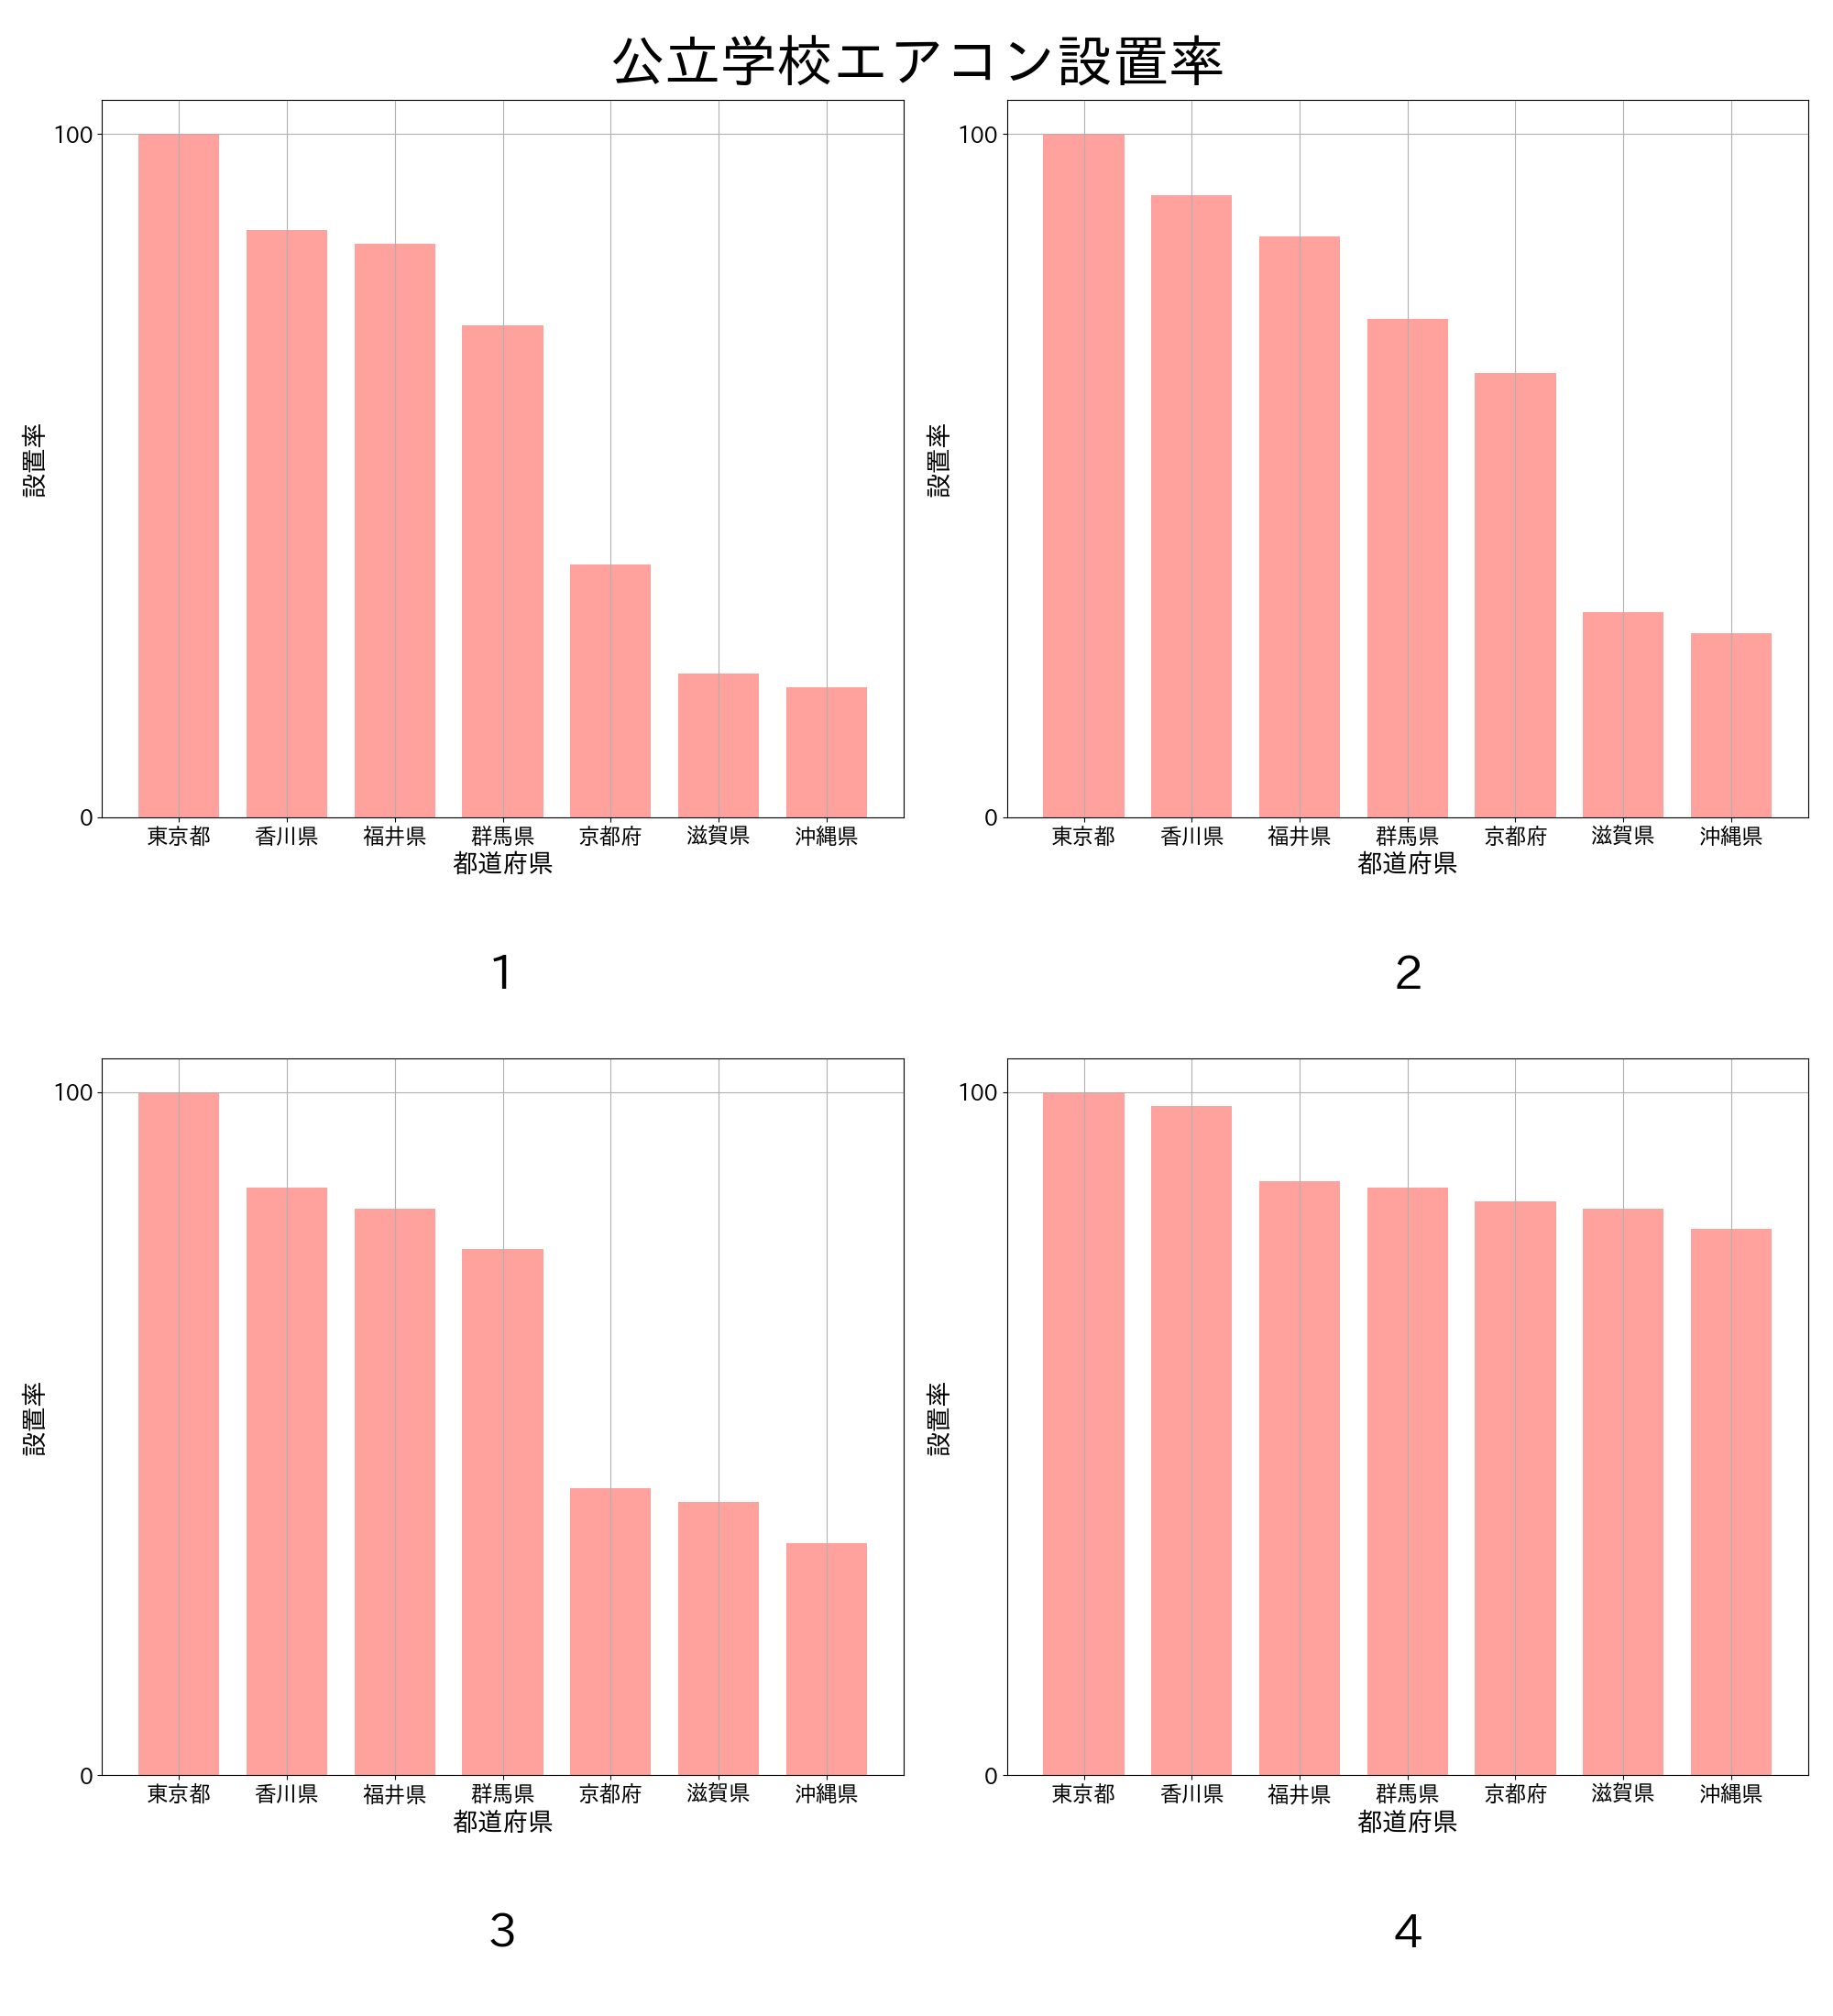 公立学校エアコン設置率
100
0
設置率
東京都 香川県 福井県 群馬県 京都府 滋賀県 沖縄県
都道府県
1
100
0
設置率
東京都 香川県 福井県 群馬県 京都府 滋賀県 沖縄県
都道府県
2
100
0
設置率
東京都 香川県 福井県 群馬県 京都府 滋賀県 沖縄県
都道府県
3
100
0
設置率
東京都 香川県 福井県 群馬県 京都府 滋賀県 沖縄県
都道府県
4